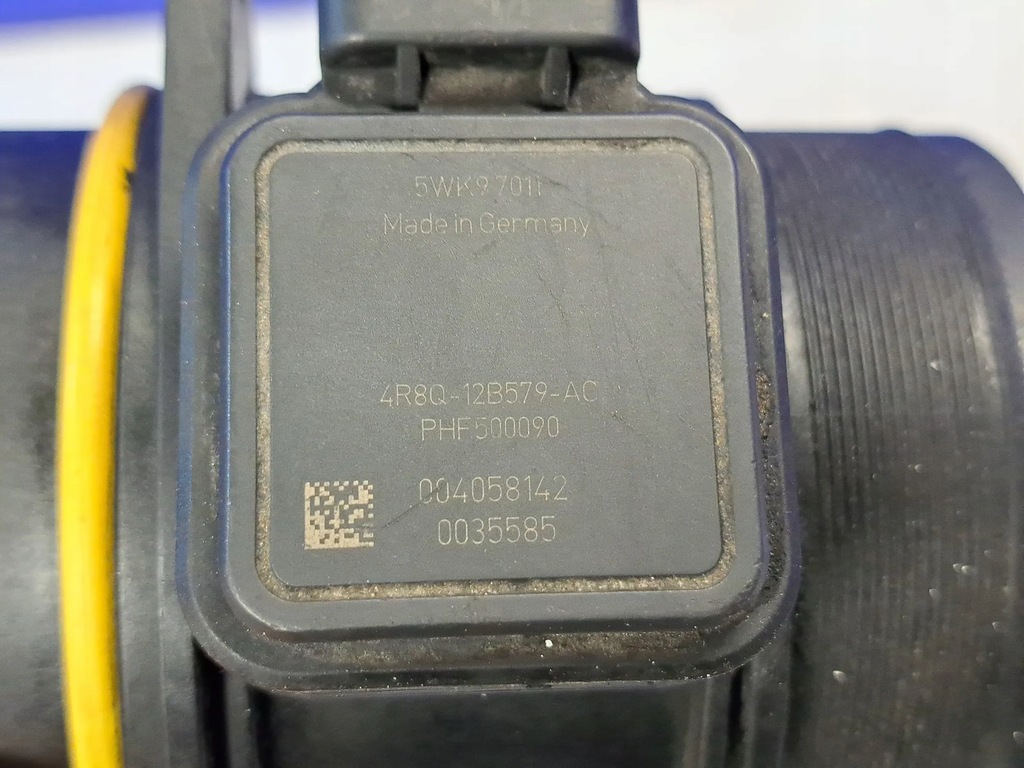 5WK9 7011
Made in Germany
4R8Q-12B579-AC
PHF500090
004058142
0035585